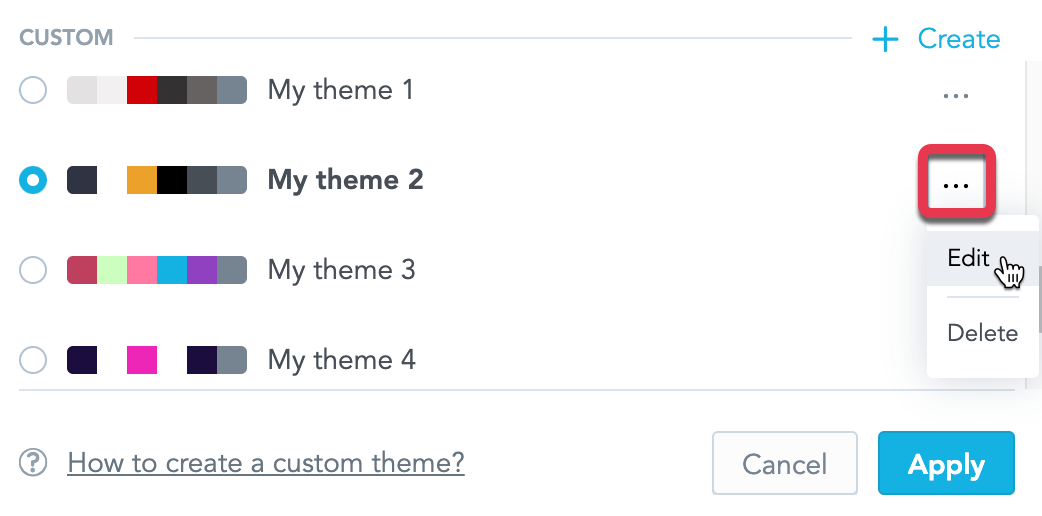 CUSTOM
+ Create
My theme 1
...
My theme 2
...
Edit
My theme 3
Delete
My theme 4
? How to create a custom theme?
Cancel
Apply